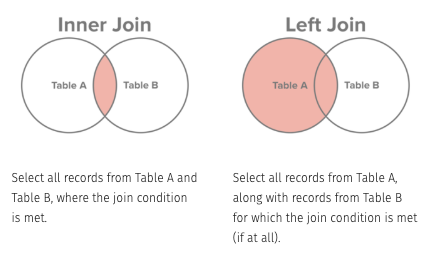 Inner Join
Table A
Table B
Select all records from Table A and
Table B, where the join condition
is met.
Left Join
Table A
Table B
Select all records from Table A,
along with records from Table B
for which the join condition is met
(if at all).